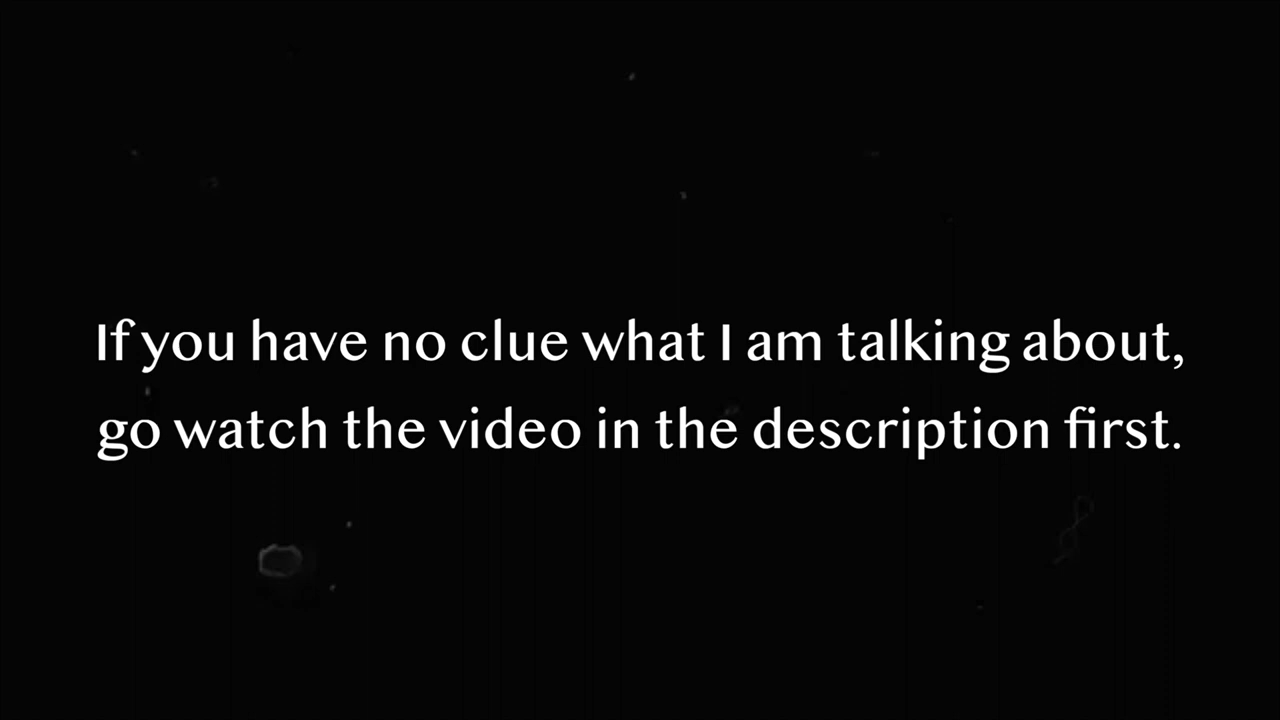 If you have no clue what I am talking about,
go watch the video in the description first.